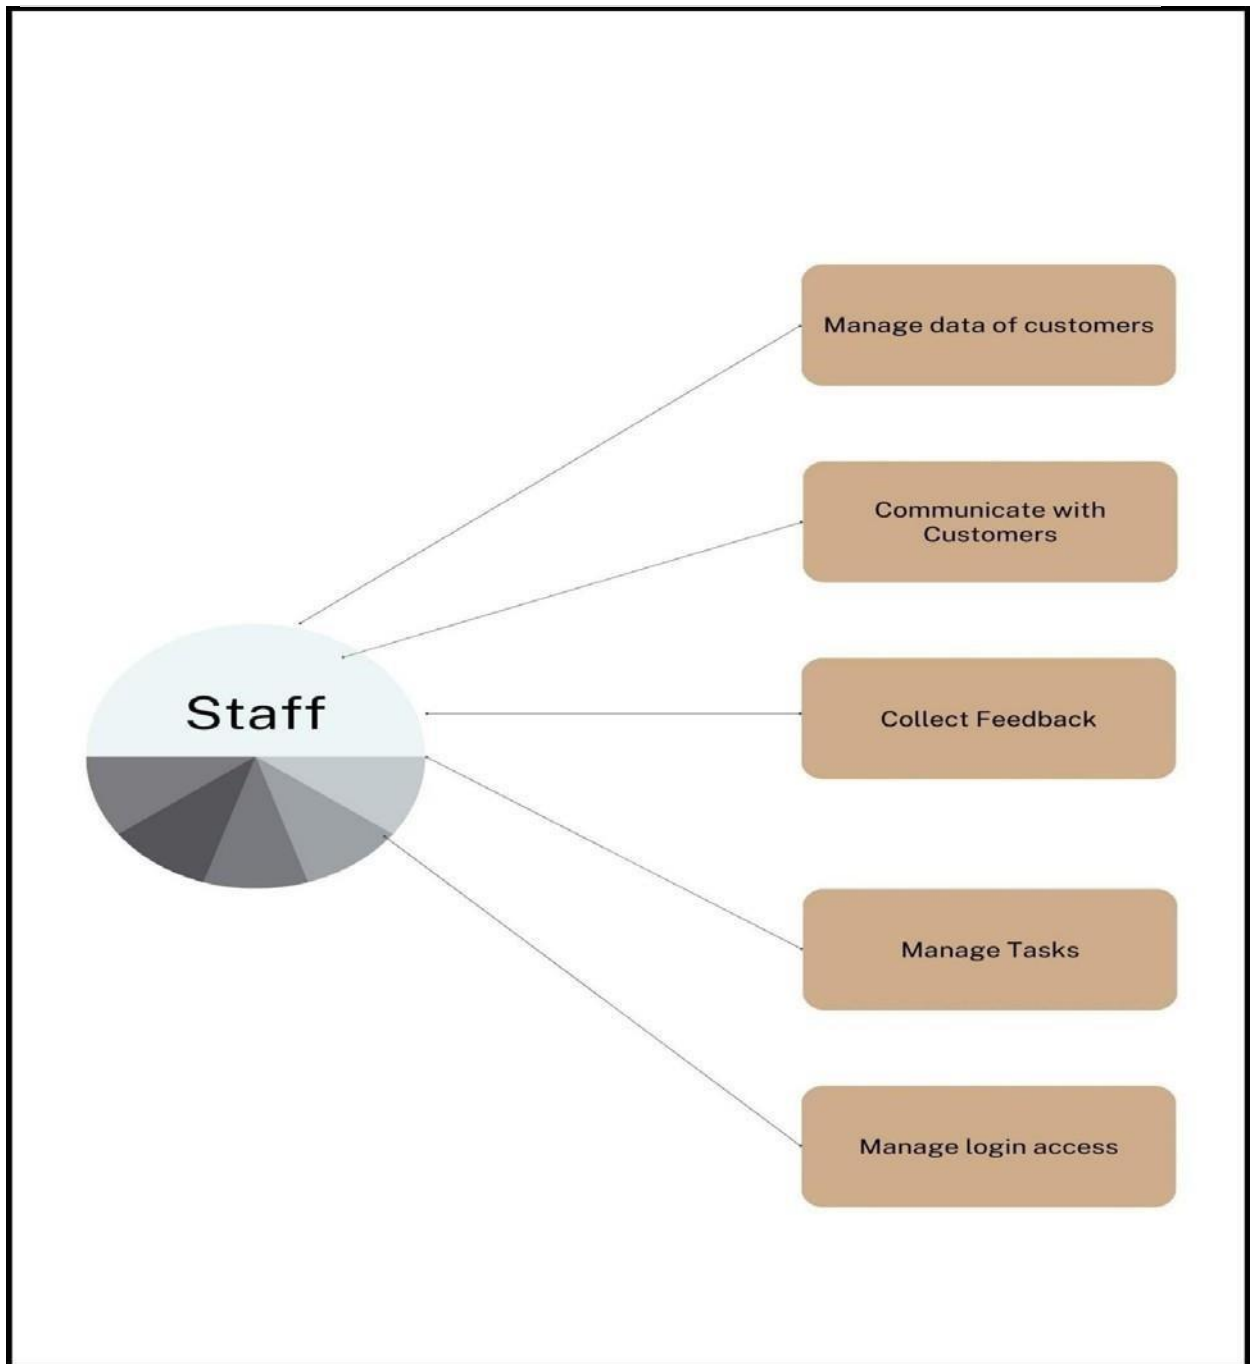 Manage data of customers
Communicate with
Customers
Staff
Collect Feedback
Manage Tasks
Manage login access